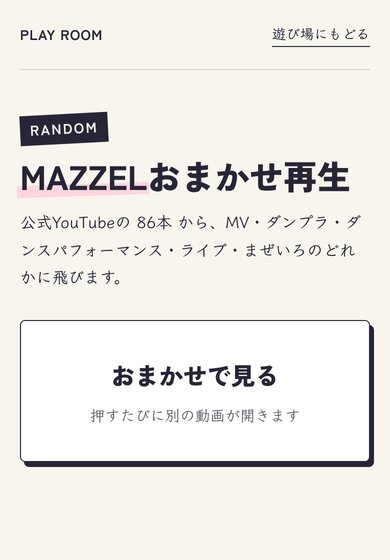 PLAY ROOM
遊び場にもどる
RANDOM
MAZZELおまかせ再生
公式YouTubeの 86本 から、MV・ダンプラ・ダ
ンスパフォーマンス・ライブ・まぜいろのどれ
かに飛びます。
おまかせで見る
押すたびに別の動画が開きます